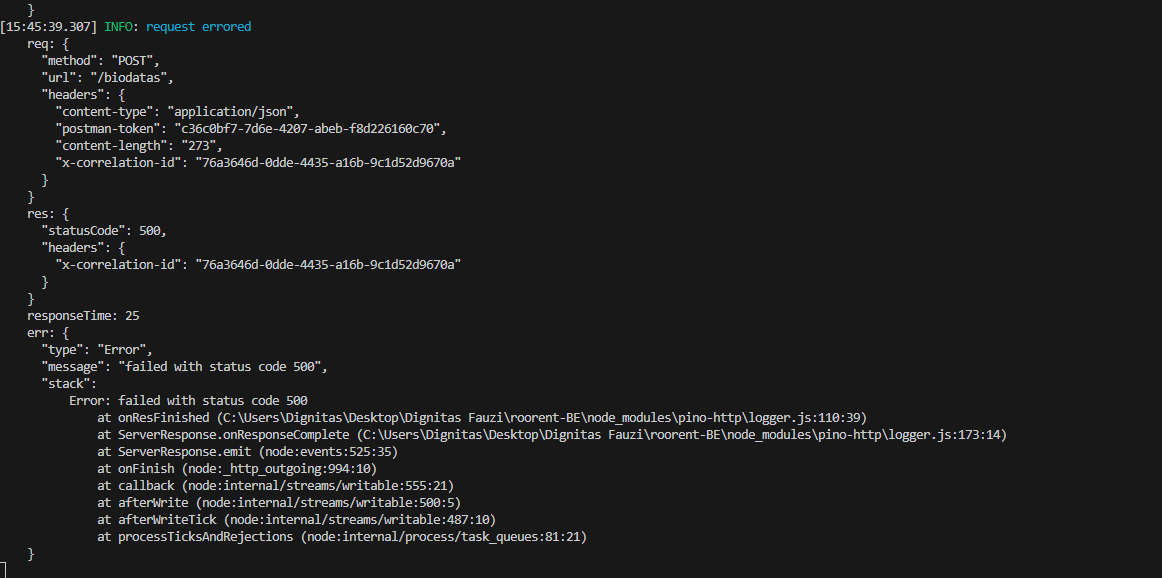 }
[15:45:39.307] INFO: request errored
req: {
"method": "POST",
"url": "/biodatas",
"headers": {
"content-type": "application/json",
"postman-token": "c36c0bf7-7d6e-4207-abeb-f8d226160c70",
"content-length": "273",
"x-correlation-id": "76a3646d-0dde-4435-a16b-9c1d52d9670a"
}
}
res: {
"statusCode": 500,
"headers": {
"x-correlation-id": "76a3646d-0dde-4435-a16b-9c1d52d9670a"
}
}
responseTime: 25
err: {
"type": "Error",
"message": "failed with status code 500",
"stack":
Error: failed with status code 500
at onResFinished (C:\Users\Dignitas\Desktop\Dignitas Fauzi\roorent-BE\node_modules\pino-http\logger.js:110:39)
at ServerResponse.onResponseComplete (C:\Users\Dignitas\Desktop\Dignitas Fauzi\roorent-BE\node_modules\pino-http\logger.js:173:14)
at ServerResponse.emit (node:events:525:35)
at onFinish (node:_http_outgoing:994:10)
at callback (node:internal/streams/writable:555:21)
at afterWrite (node:internal/streams/writable:500:5)
at afterWriteTick (node:internal/streams/writable:487:10)
at processTicksAndRejections (node:internal/process/task_queues:81:21)
}